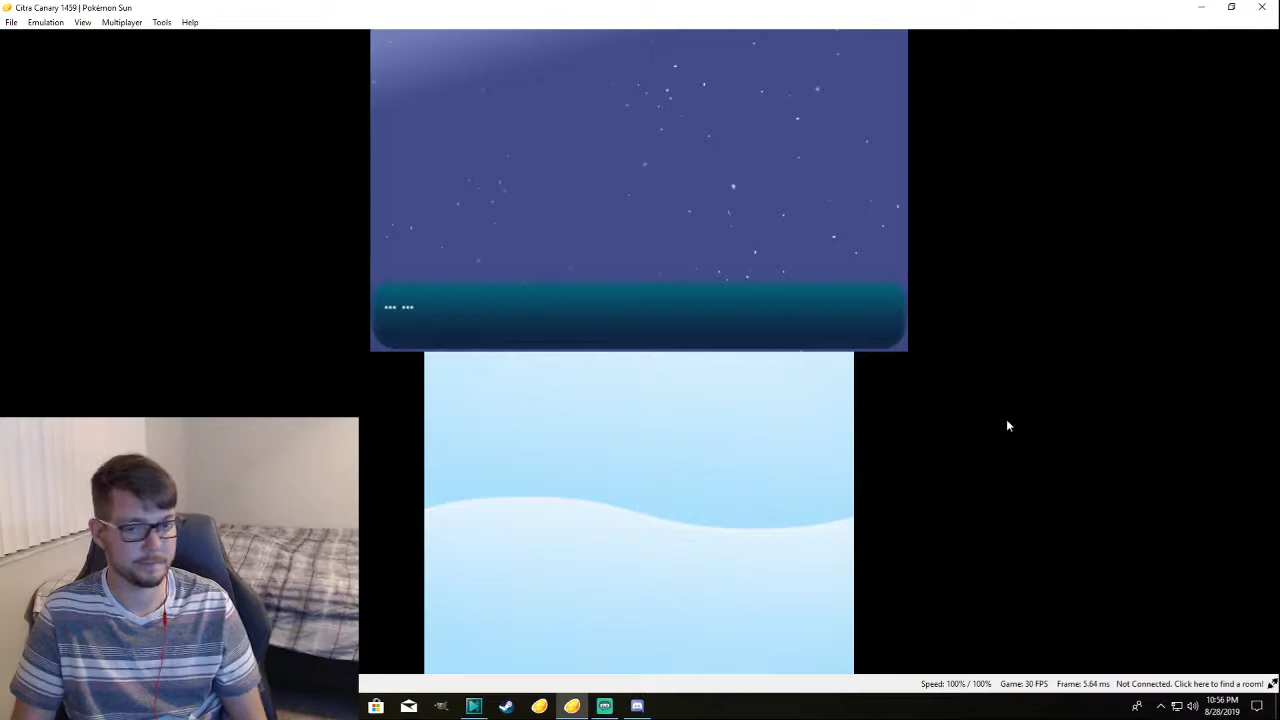 Citra Canary 1459 | Pokémon Sun
File Emulation View Multiplayer Tools Help
... ...
Speed: 100% / 100% Game: 30 FPS Frame: 5.64 ms Not Connected. Click here to find a room!
10:56 PM
8/28/2019